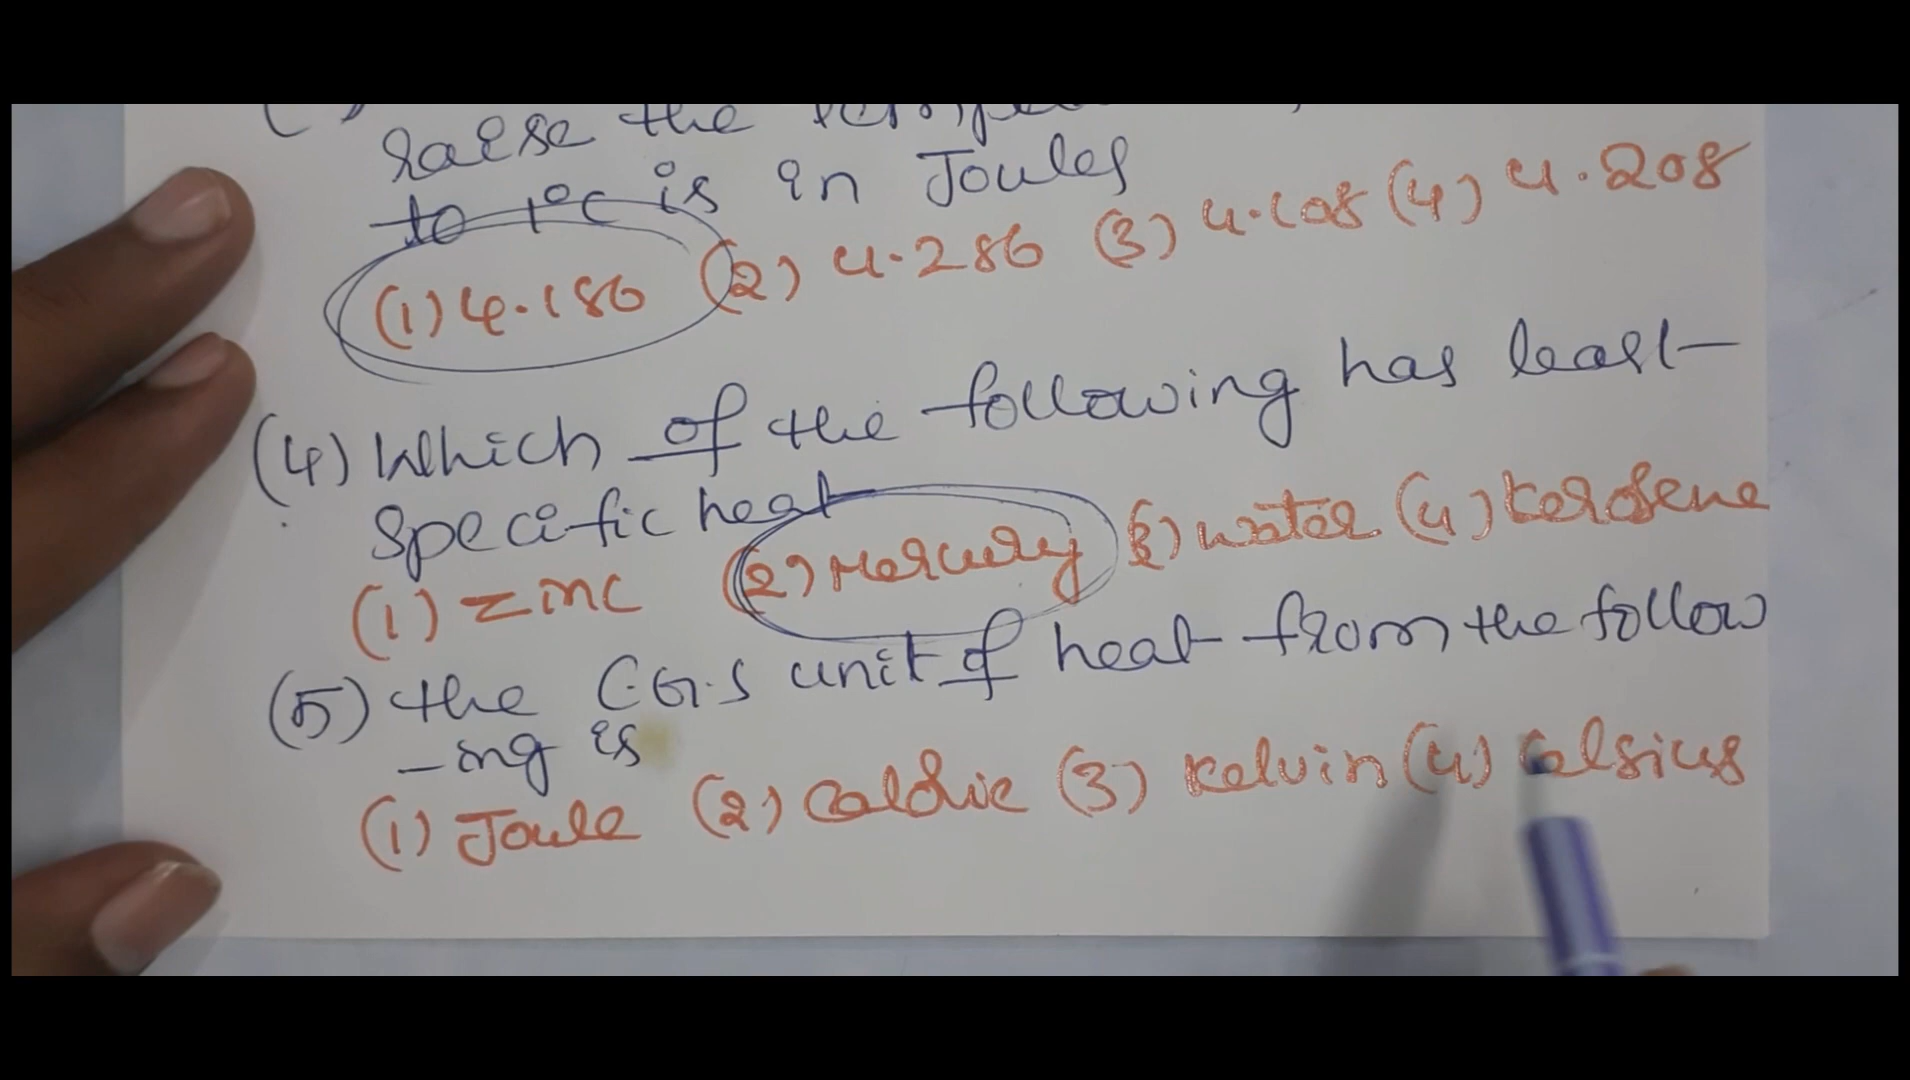 raise the
to 1°C is in Joules
(1) 4.186 (2) 4.286 (3) 4.108 (4) 4.208
(4) Which of the following has least
specific heat
(1) zinc (2) Mercury (3) water (4) kerosene
(5) the C.G.S unit of heat from the follow
-ing is
(1) Joule (2) calorie (3) kelvin (4) celsius